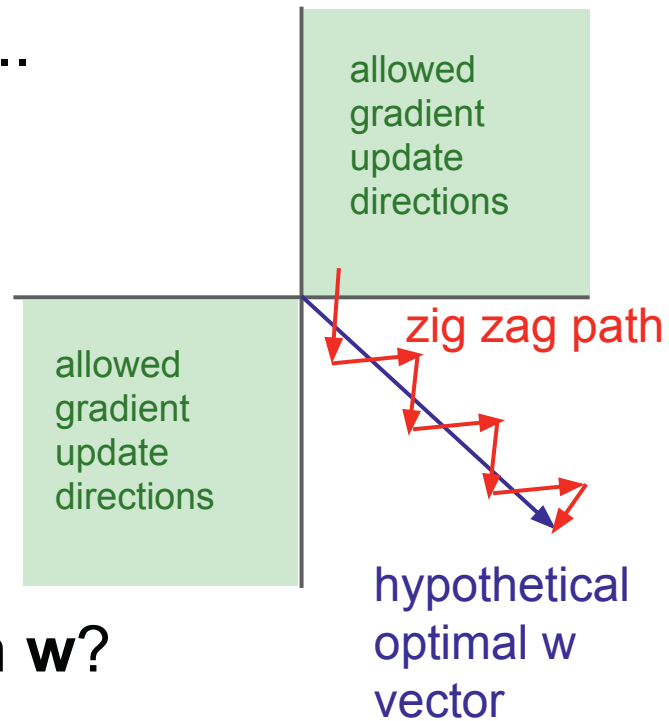 ..
allowed
gradient
update
directions
zig zag path
allowed
gradient
update
directions
hypothetical
optimal w
vector
w?